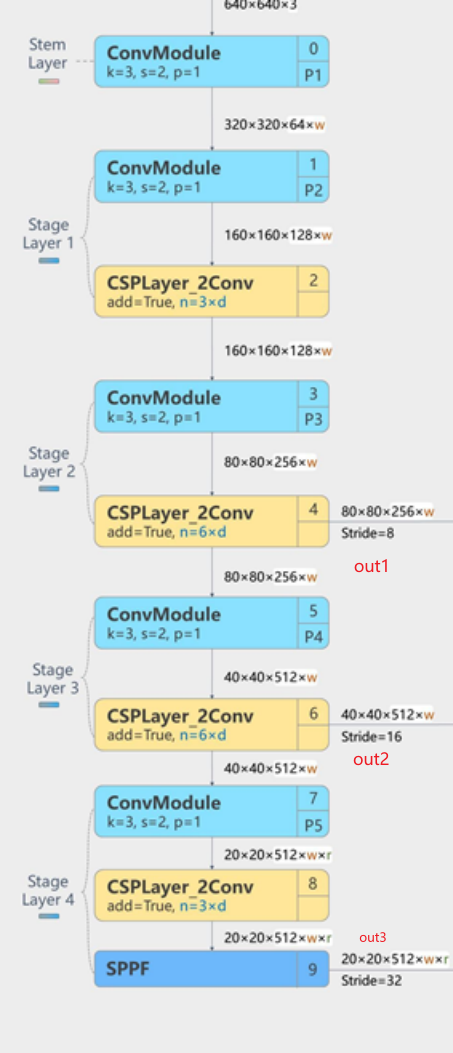 640×640×3
Stem
Layer
ConvModule
k=3, s=2, p=1
0
P1
320×320×64×w
Stage
Layer 1
ConvModule
k=3, s=2, p=1
1
P2
160×160×128×w
CSPLayer_2Conv
add=True, n=3×d
2
160×160×128×w
Stage
Layer 2
ConvModule
k=3, s=2, p=1
3
P3
80×80×256×w
CSPLayer_2Conv
add=True, n=6×d
4
80×80×256×w
Stride=8
out1
80×80×256×w
Stage
Layer 3
ConvModule
k=3, s=2, p=1
5
P4
40×40×512×w
CSPLayer_2Conv
add=True, n=6×d
6
40×40×512×w
Stride=16
out2
40×40×512×w
Stage
Layer 4
ConvModule
k=3, s=2, p=1
7
P5
20×20×512×w×r
CSPLayer_2Conv
add=True, n=3×d
8
20×20×512×w×r
out3
SPPF
9
20×20×512×w×r
Stride=32